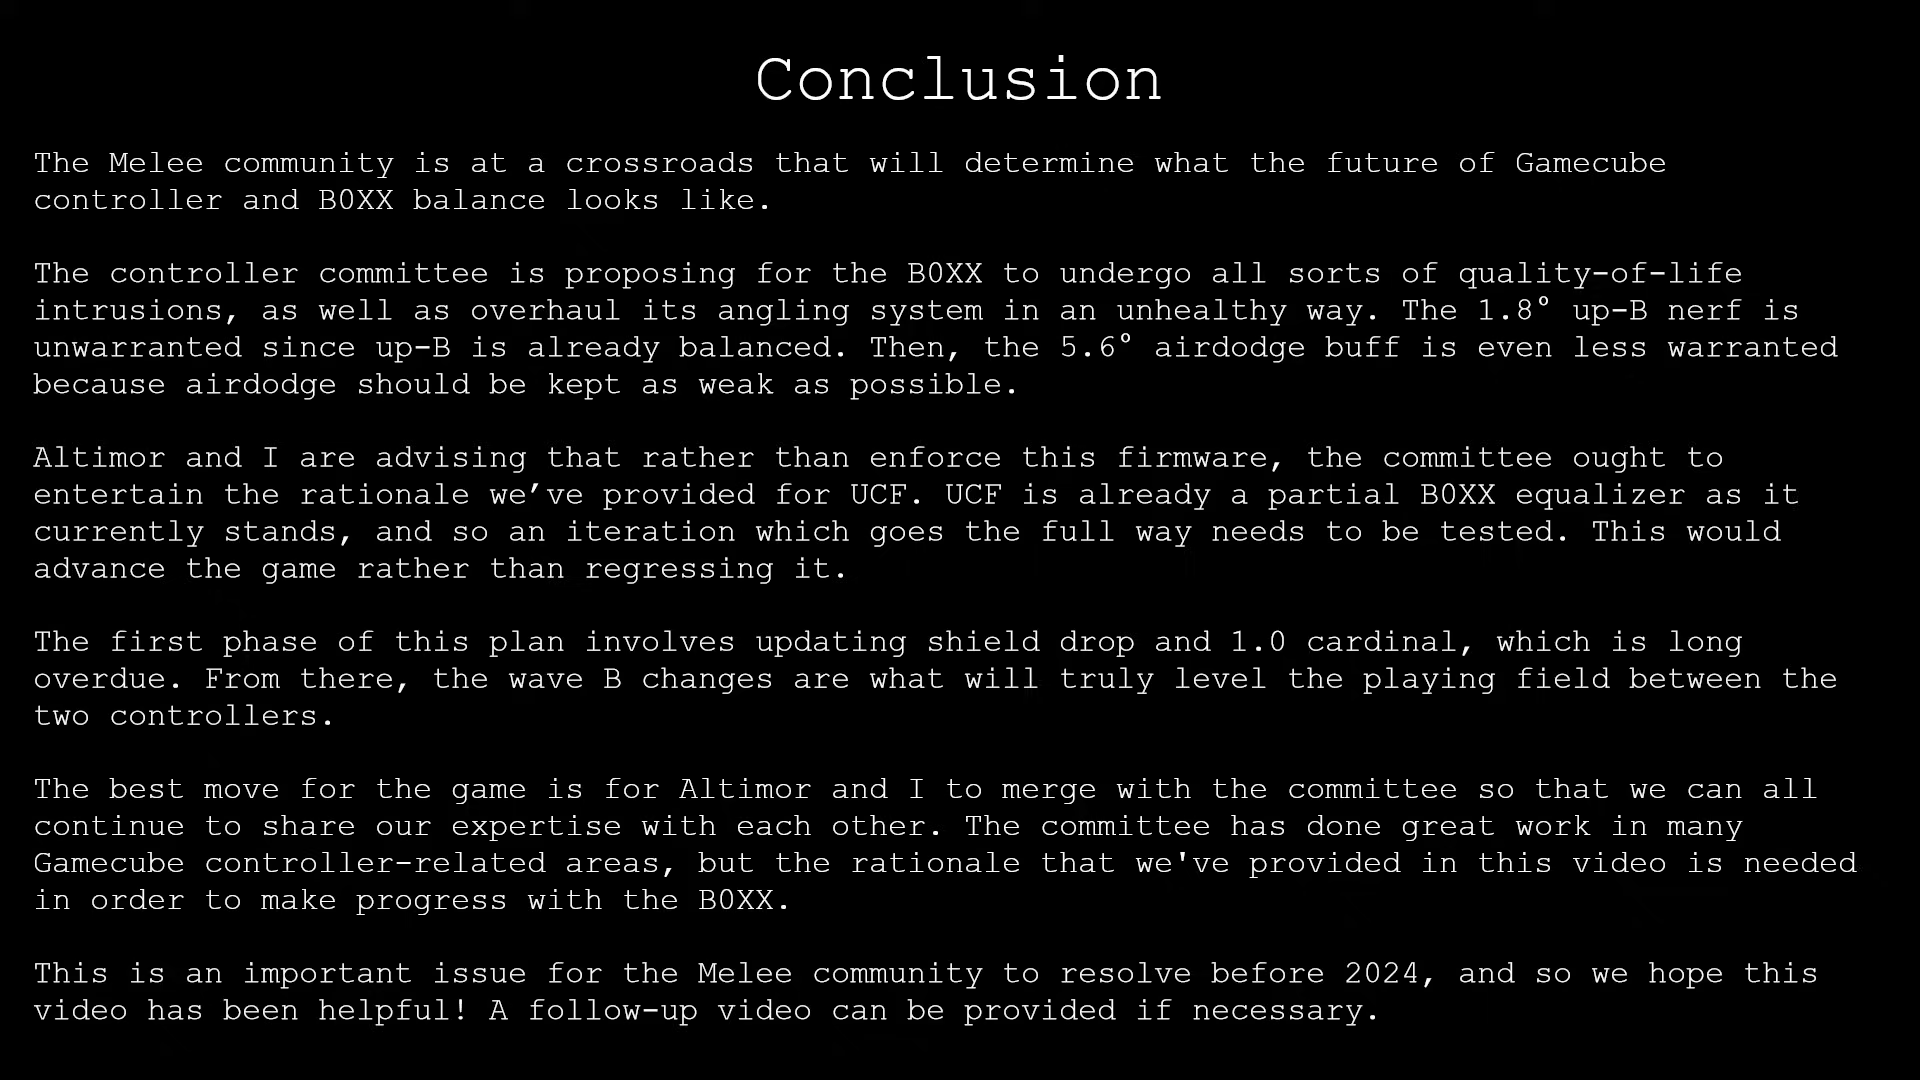 Conclusion
The Melee community is at a crossroads that will determine what the future of Gamecube
controller and B0XX balance looks like.
The controller committee is proposing for the B0XX to undergo all sorts of quality-of-life
intrusions, as well as overhaul its angling system in an unhealthy way. The 1.8° up-B nerf is
unwarranted since up-B is already balanced. Then, the 5.6° airdodge buff is even less warranted
because airdodge should be kept as weak as possible.
Altimor and I are advising that rather than enforce this firmware, the committee ought to
entertain the rationale we’ve provided for UCF. UCF is already a partial B0XX equalizer as it
currently stands, and so an iteration which goes the full way needs to be tested. This would
advance the game rather than regressing it.
The first phase of this plan involves updating shield drop and 1.0 cardinal, which is long
overdue. From there, the wave B changes are what will truly level the playing field between the
two controllers.
The best move for the game is for Altimor and I to merge with the committee so that we can all
continue to share our expertise with each other. The committee has done great work in many
Gamecube controller-related areas, but the rationale that we've provided in this video is needed
in order to make progress with the B0XX.
This is an important issue for the Melee community to resolve before 2024, and so we hope this
video has been helpful! A follow-up video can be provided if necessary.